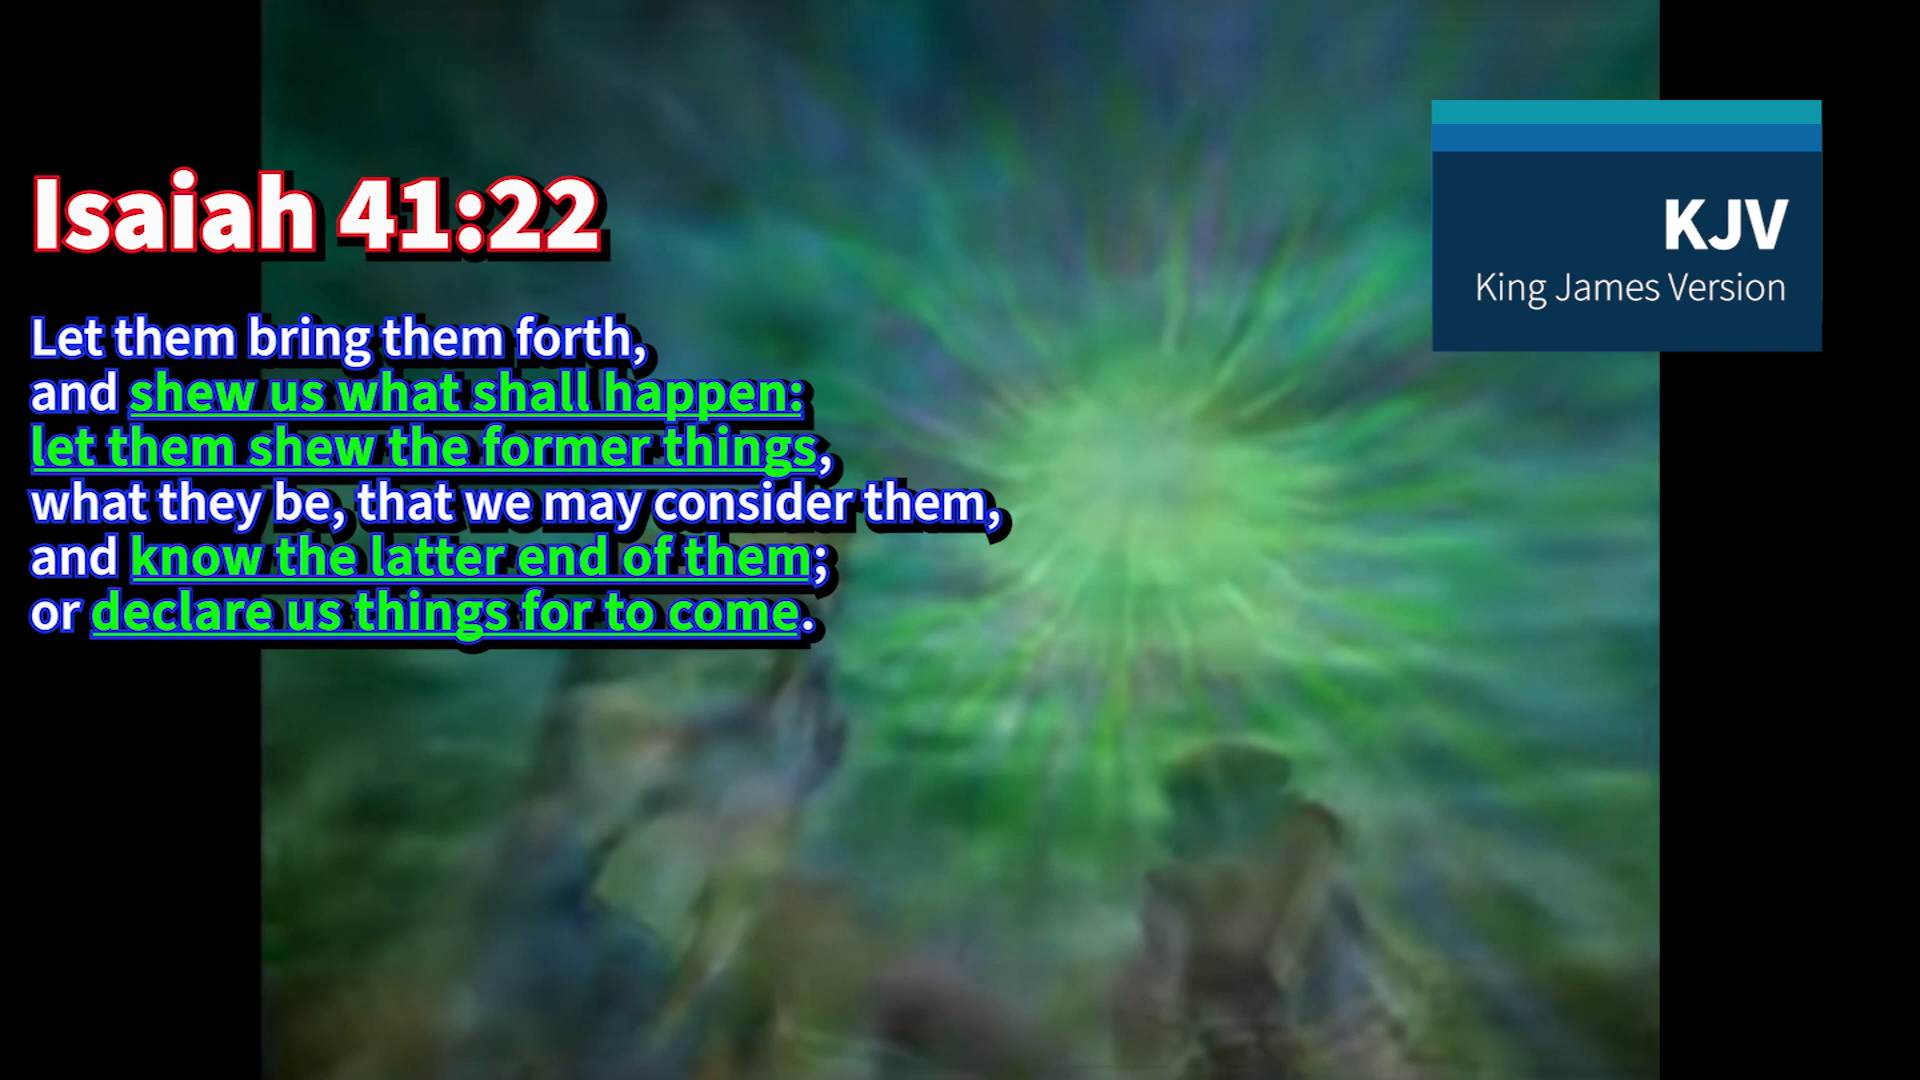 Isaiah 41:22
Let them bring them forth,
and shew us what shall happen:
let them shew the former things,
what they be, that we may consider them,
and know the latter end of them;
or declare us things for to come.
KJV
King James Version